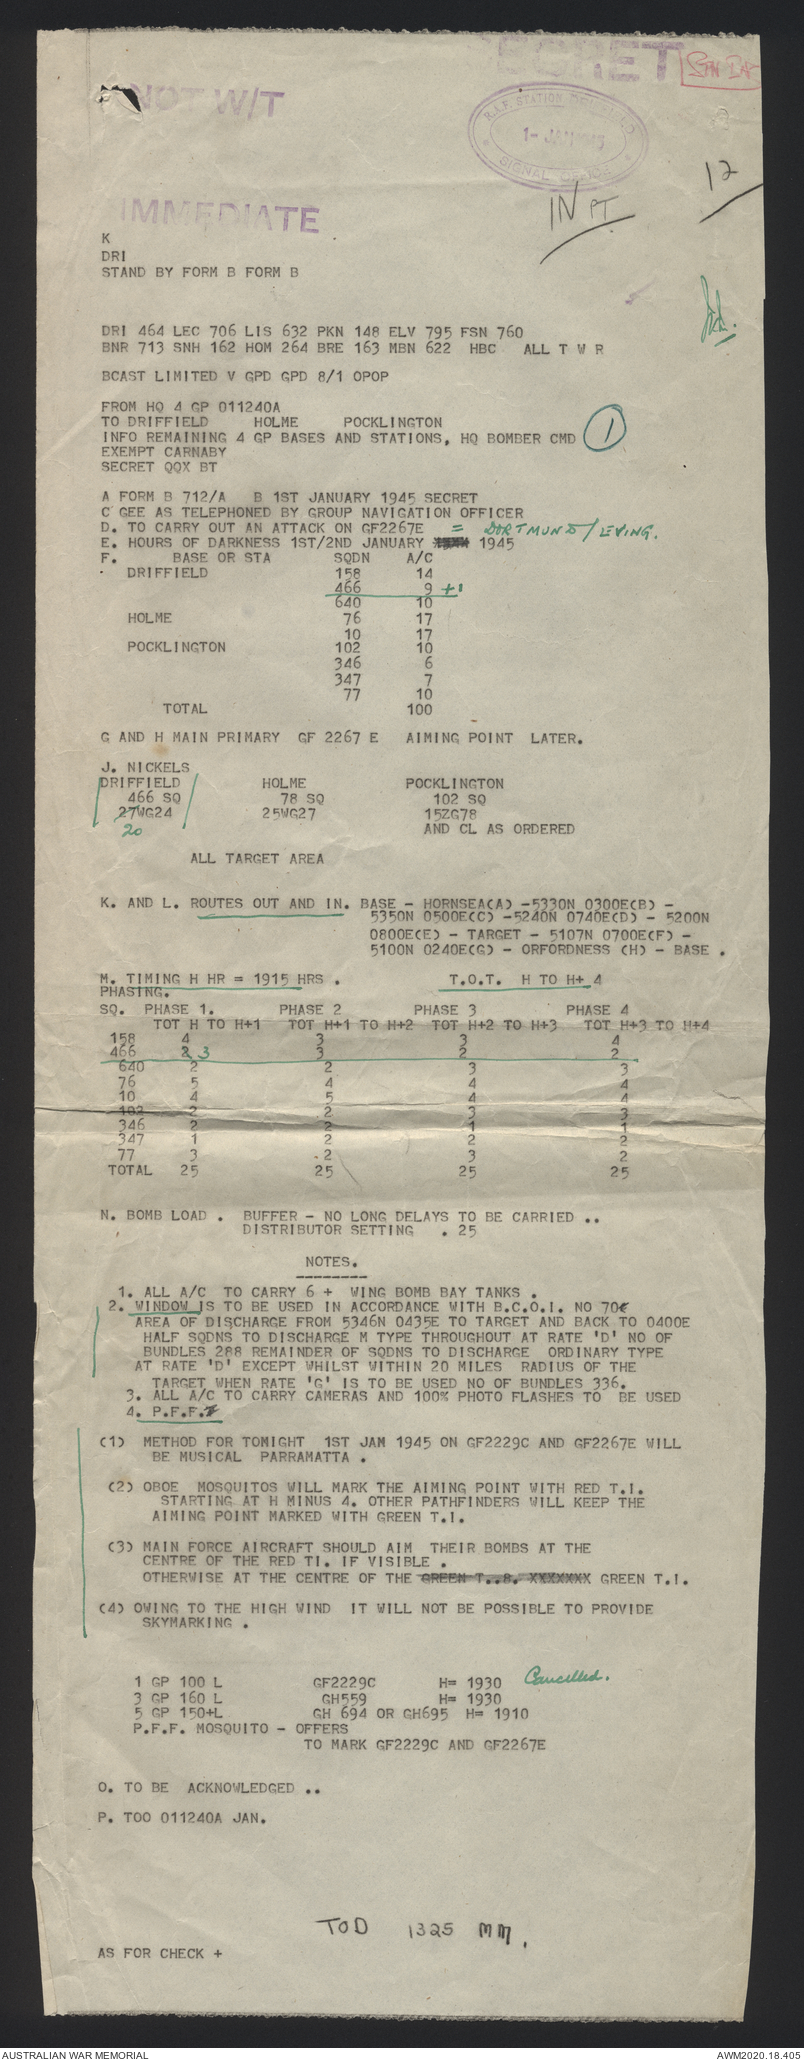 SECRET
STN BAR
NOT W/T
R.A.F. STATION DRIFFIELD
1- JAN 1945
SIGNAL OFFICE
IN PT
12
IMMEDIATE
K
DRI
STAND BY FORM B FORM B
DRI 464 LEC 706 LIS 632 PKN 148 ELV 795 FSN 760
BNR 713 SNH 162 HOM 264 BRE 163 MBN 622 HBC ALL T W R
BCAST LIMITED V GPD GPD 8/1 OPOP
FROM HQ 4 GP 011240A
TO DRIFFIELD HOLME POCKLINGTON
INFO REMAINING 4 GP BASES AND STATIONS, HQ BOMBER CMD 1
EXEMPT CARNABY
SECRET QQX BT
A FORM B 712/A B 1ST JANUARY 1945 SECRET
C GEE AS TELEPHONED BY GROUP NAVIGATION OFFICER
D. TO CARRY OUT AN ATTACK ON GF2267E = DORTMUND/LEVING.
E. HOURS OF DARKNESS 1ST/2ND JANUARY 1945
F. BASE OR STA SQDN A/C
DRIFFIELD 158 14
466 9 +1
640 10
HOLME 76 17
10 17
POCKLINGTON 102 10
346 6
347 7
77 10
TOTAL 100
G AND H MAIN PRIMARY GF 2267 E AIMING POINT LATER.
J. NICKELS
DRIFFIELD HOLME POCKLINGTON
466 SQ 78 SQ 102 SQ
27WG24 25WG27 15ZG78
20 AND CL AS ORDERED
ALL TARGET AREA
K. AND L. ROUTES OUT AND IN. BASE - HORNSEA(A) -5330N 0300E(B) -
5350N 0500E(C) -5240N 0740E(D) - 5200N
0800E(E) - TARGET - 5107N 0700E(F) -
5100N 0240E(G) - ORFORDNESS (H) - BASE .
M. TIMING H HR = 1915 HRS . T.O.T. H TO H+ 4
PHASING.
SQ. PHASE 1. PHASE 2 PHASE 3 PHASE 4
TOT H TO H+1 TOT H+1 TO H+2 TOT H+2 TO H+3 TOT H+3 TO H+4
158 4 3 3 4
466 2 3 3 2 2
640 2 2 3 3
76 5 4 4 4
10 4 5 4 4
102 2 2 3 3
346 2 2 1 1
347 1 2 2 2
77 3 .2 3 2
TOTAL 25 25 25 25
N. BOMB LOAD . BUFFER - NO LONG DELAYS TO BE CARRIED ..
DISTRIBUTOR SETTING . 25
NOTES.
--------
1. ALL A/C TO CARRY 6 + WING BOMB BAY TANKS .
2. WINDOW IS TO BE USED IN ACCORDANCE WITH B.C.O.I. NO 70
AREA OF DISCHARGE FROM 5346N 0435E TO TARGET AND BACK TO 0400E
HALF SQDNS TO DISCHARGE M TYPE THROUGHOUT AT RATE 'D' NO OF
BUNDLES 288 REMAINDER OF SQDNS TO DISCHARGE ORDINARY TYPE
AT RATE 'D' EXCEPT WHILST WITHIN 20 MILES RADIUS OF THE
TARGET WHEN RATE 'G' IS TO BE USED NO OF BUNDLES 336.
3. ALL A/C TO CARRY CAMERAS AND 100% PHOTO FLASHES TO BE USED
4. P.F.F.
(1) METHOD FOR TOMIGHT 1ST JAM 1945 ON GF2229C AND GF2267E WILL
BE MUSICAL PARRAMATTA .
(2) OBOE MOSQUITOS WILL MARK THE AIMING POINT WITH RED T.I.
STARTING AT H MINUS 4. OTHER PATHFINDERS WILL KEEP THE
AIMING POINT MARKED WITH GREEN T.I.
(3) MAIN FORCE AIRCRAFT SHOULD AIM THEIR BOMBS AT THE
CENTRE OF THE RED TI. IF VISIBLE .
OTHERWISE AT THE CENTRE OF THE GREEN T..B. XXXXXXX GREEN T.I.
(4) OWING TO THE HIGH WIND IT WILL NOT BE POSSIBLE TO PROVIDE
SKYMARKING .
1 GP 100 L GF2229C H= 1930 Cancelled.
3 GP 160 L GH559 H= 1930
5 GP 150+L GH 694 OR GH695 H= 1910
P.F.F. MOSQUITO - OFFERS
TO MARK GF2229C AND GF2267E
O. TO BE ACKNOWLEDGED ..
P. TOO 011240A JAN.
TOD 1325 MM.
AS FOR CHECK +
AUSTRALIAN WAR MEMORIAL AWM2020.18.405